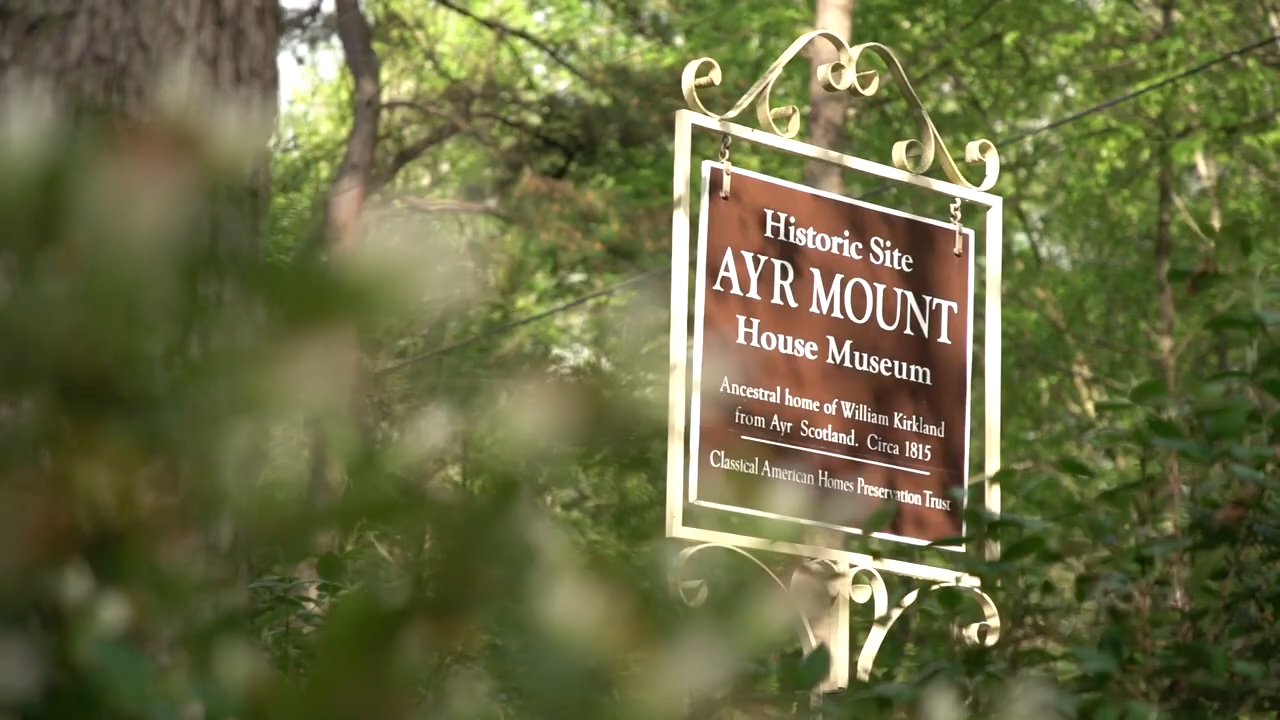 Historic Site
AYR MOUNT
House Museum
Ancestral home of William Kirkland
from Ayr Scotland. Circa 1815
Classical American Homes Preservation Trust